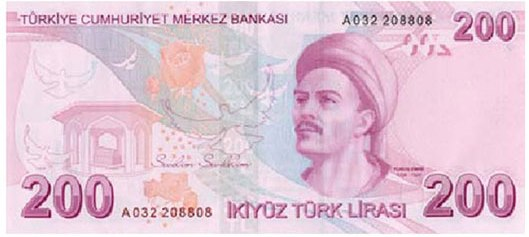 TÜRKİYE CUMHURİYET MERKEZ BANKASI
A032 208808
200
200
A032 208808
İKİYÜZ TÜRK LİRASI
200